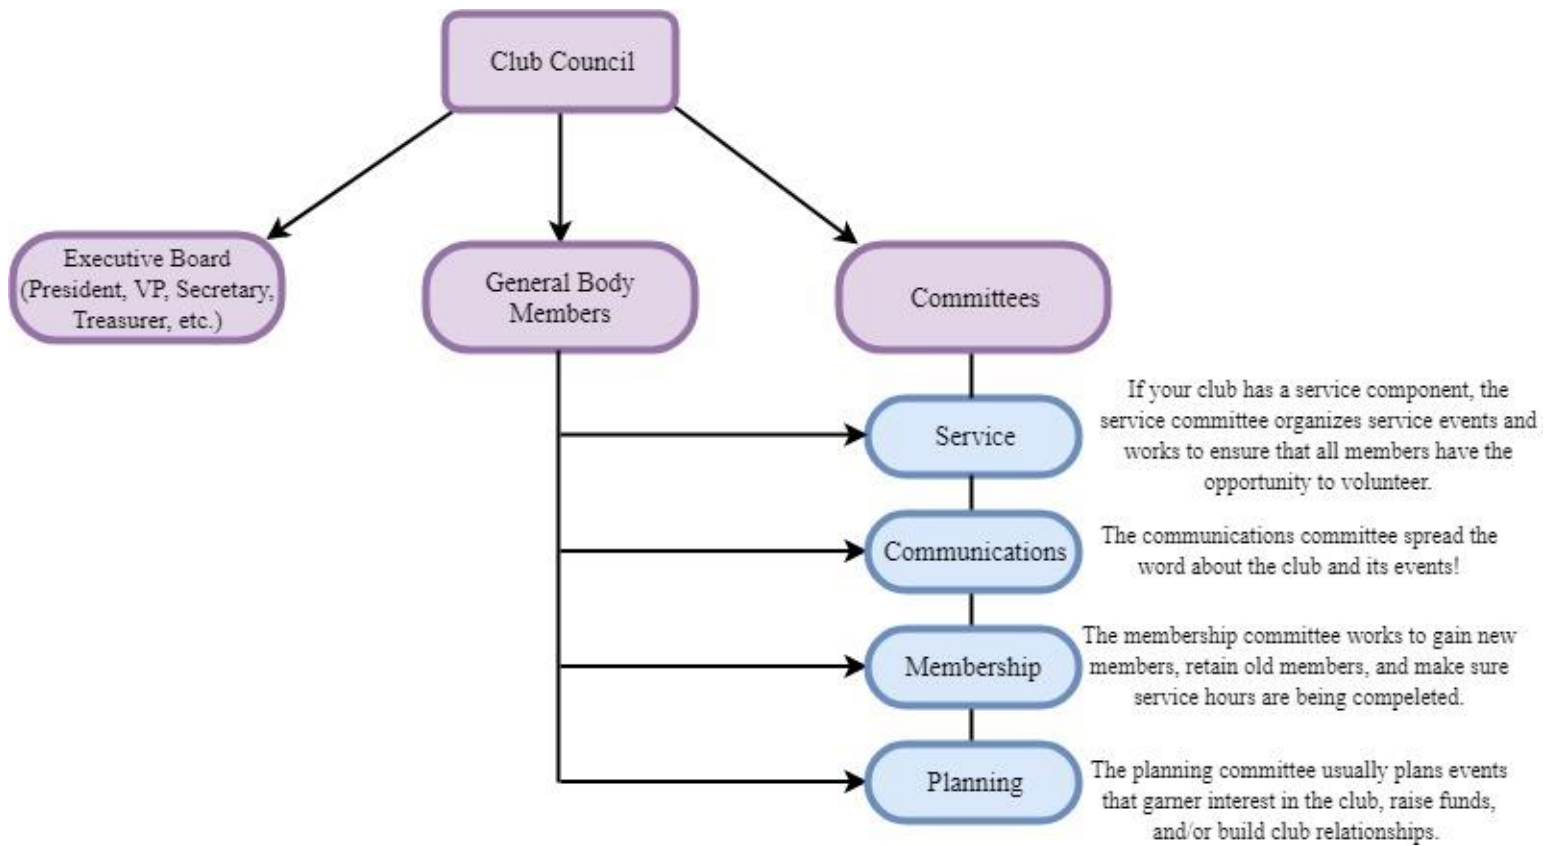 Club Council
Executive Board
(President, VP, Secretary,
Treasurer, etc.)
General Body
Members
Committees
Service
If your club has a service component, the
service committee organizes service events and
works to ensure that all members have the
opportunity to volunteer.
Communications
The communications committee spread the
word about the club and its events!
Membership
The membership committee works to gain new
members, retain old members, and make sure
service hours are being compeleted.
Planning
The planning committee usually plans events
that garner interest in the club, raise funds,
and/or build club relationships.